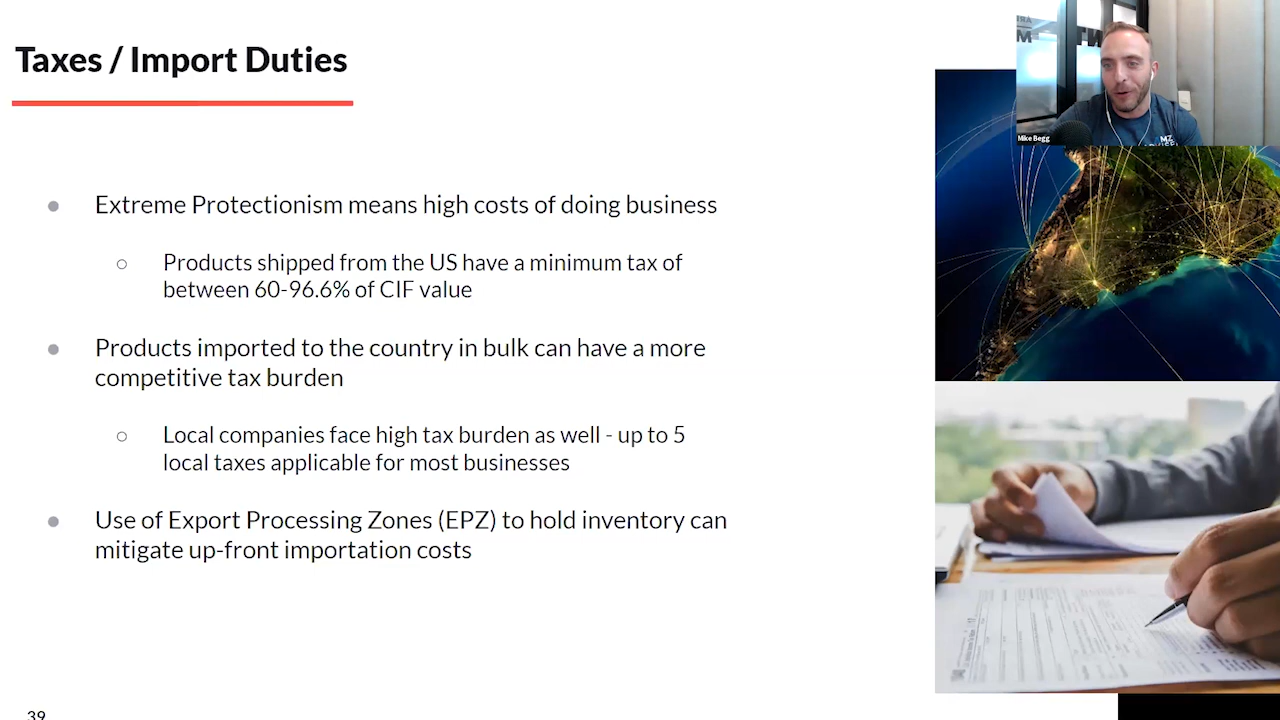 Taxes / Import Duties
Extreme Protectionism means high costs of doing business
Products shipped from the US have a minimum tax of
between 60-96.6% of CIF value
Products imported to the country in bulk can have a more
competitive tax burden
Local companies face high tax burden as well - up to 5
local taxes applicable for most businesses
Use of Export Processing Zones (EPZ) to hold inventory can
mitigate up-front importation costs
39
Mike Begg